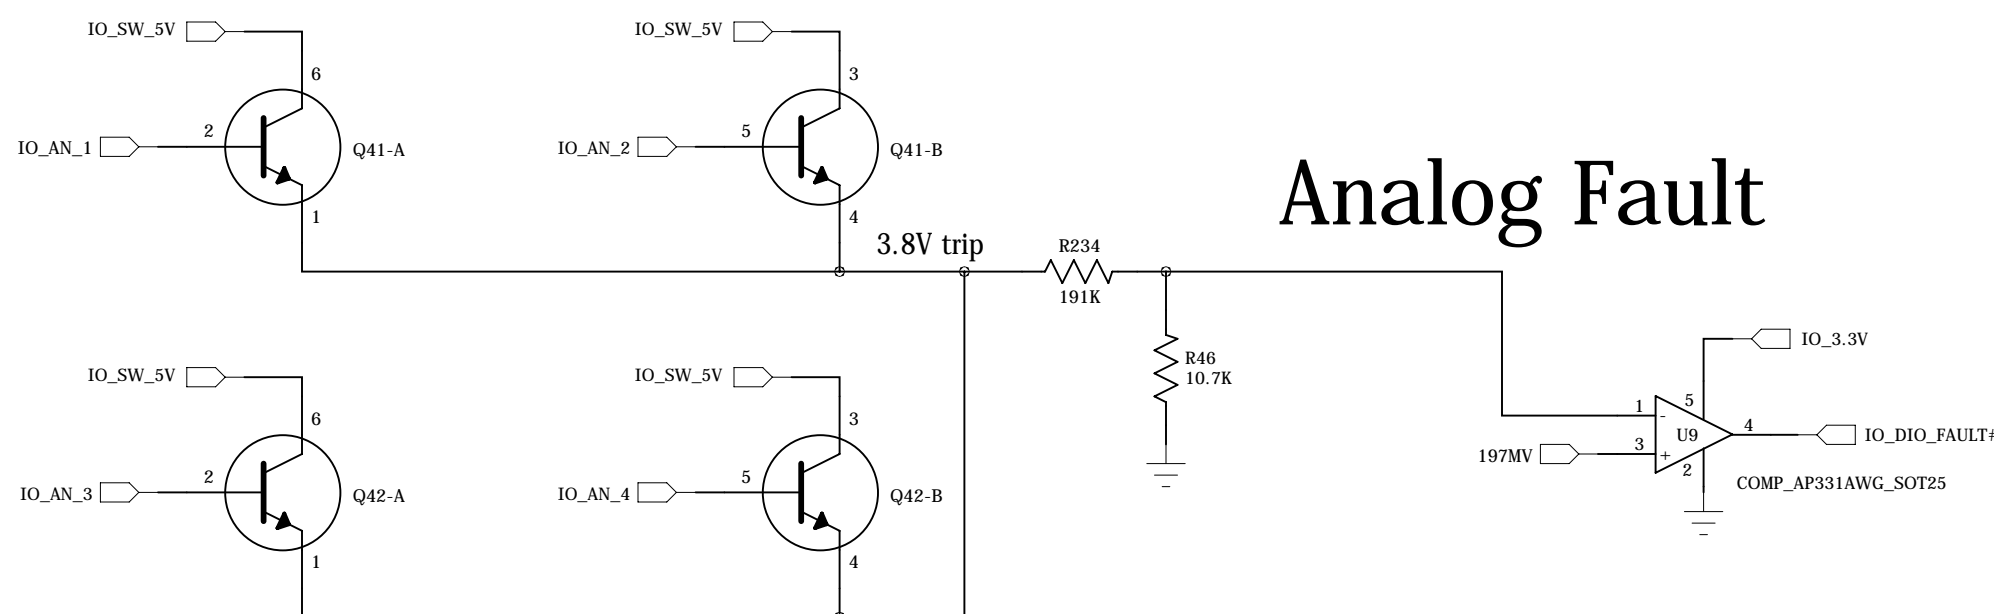 IO_SW_5V
6
IO_AN_1
2
Q41-A
1
IO_SW_5V
3
IO_AN_2
5
Q41-B
4
Analog Fault
3.8V trip
R234
191K
R46
10.7K
IO_SW_5V
6
IO_AN_3
2
Q42-A
1
IO_SW_5V
3
IO_AN_4
5
Q42-B
4
IO_3.3V
5
1
-
U9
4
IO_DIO_FAULT#
197MV
3
+
2
COMP_AP331AWG_SOT25